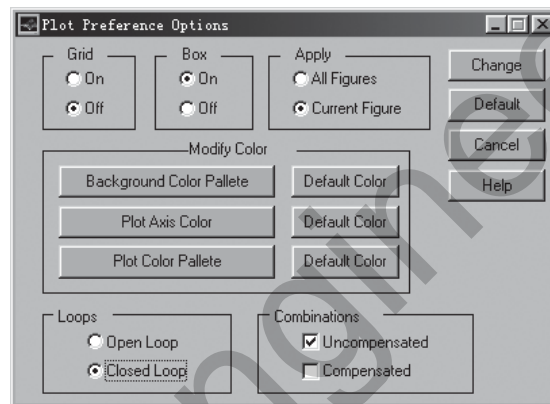 Plot Preference Options
Grid
On
Off
Box
On
Off
Apply
All Figures
Current Figure
Change
Default
Cancel
Help
Modify Color
Background Color Pallete
Default Color
Plot Axis Color
Default Color
Plot Color Pallete
Default Color
Loops
Open Loop
Closed Loop
Combinations
Uncompensated
Compensated